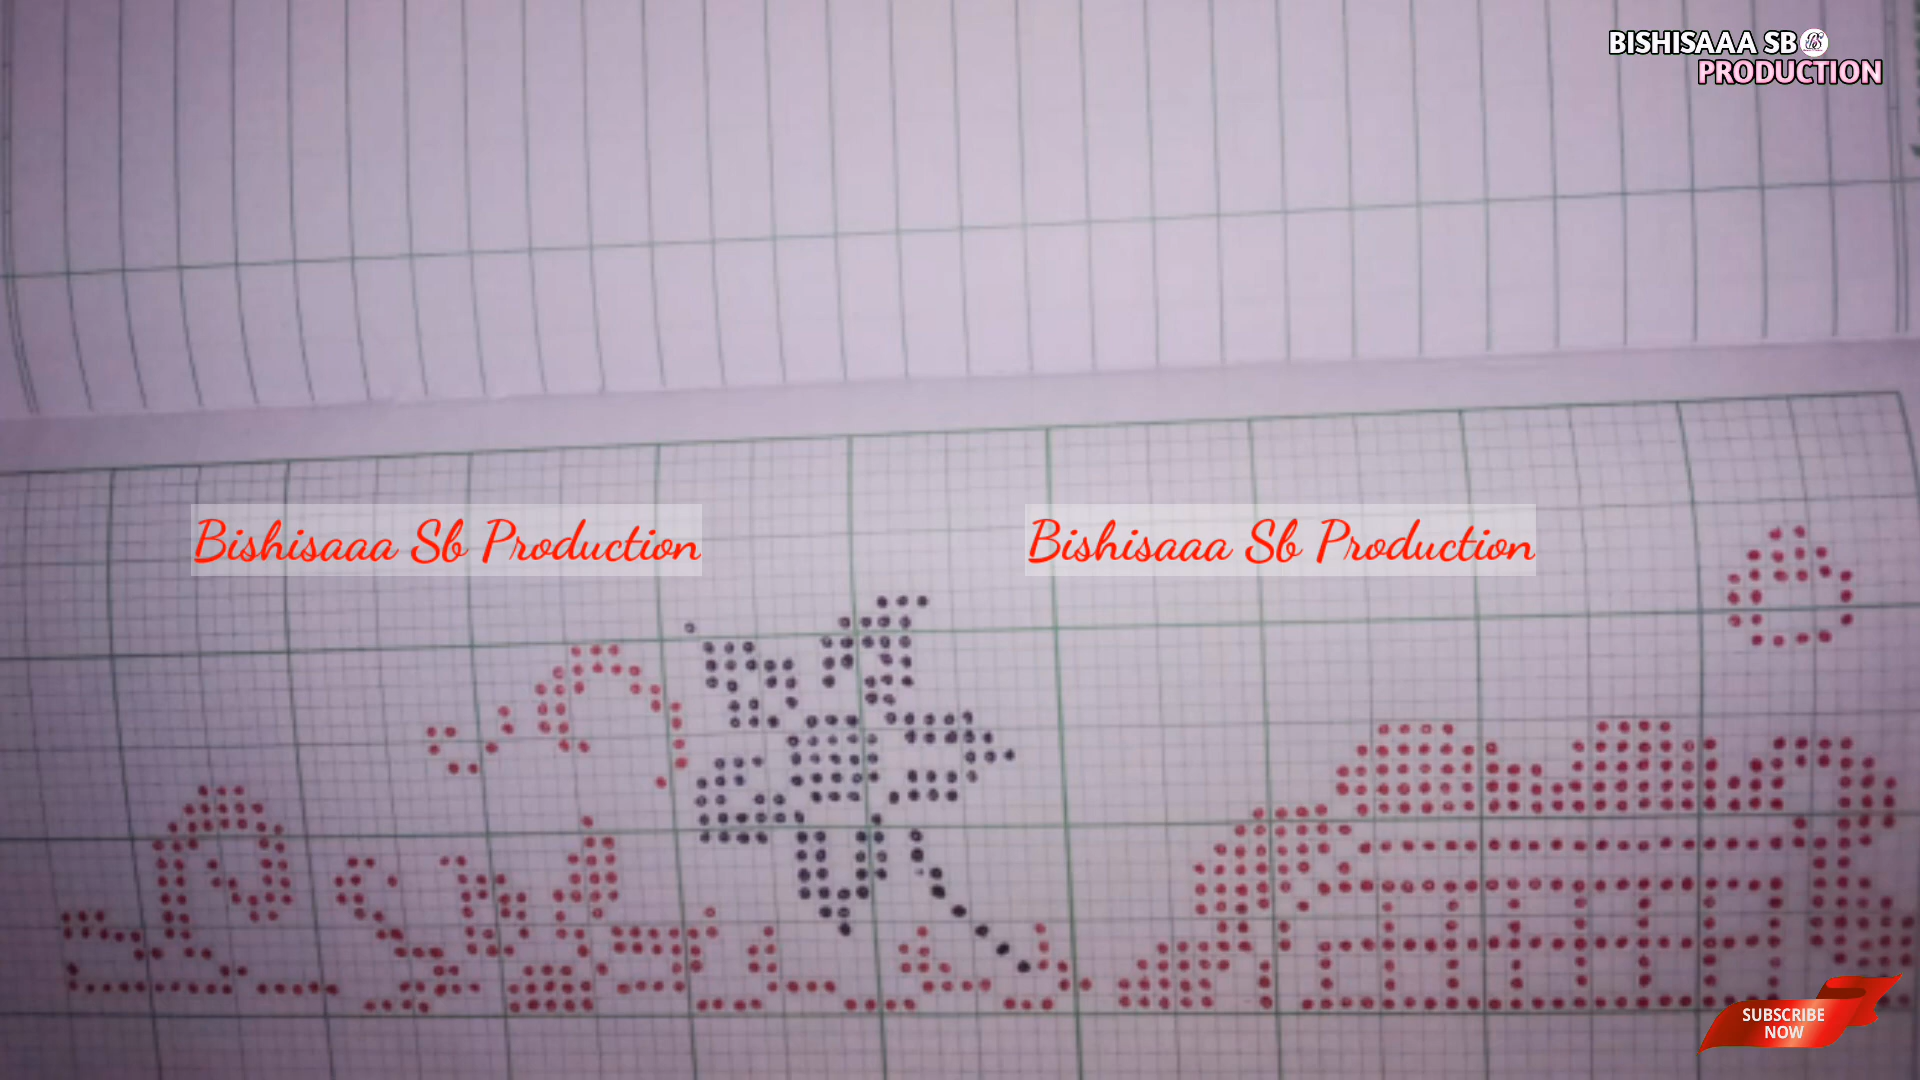 BISHISAAA SB
PRODUCTION
Bishisaaa Sb Production
Bishisaaa Sb Production
SUBSCRIBE
NOW